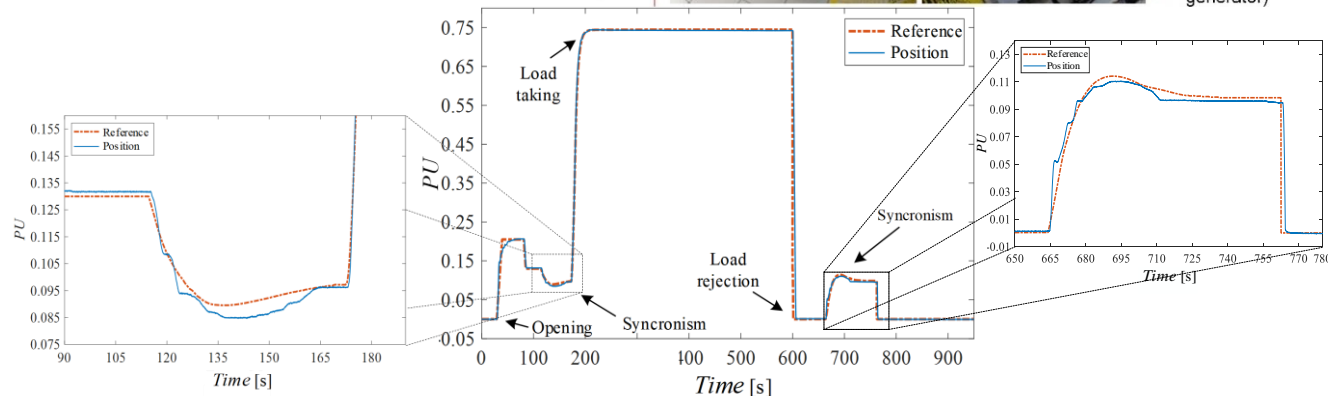 generator)
0.155
0.145
0.135
0.125
0.115
0.105
0.095
0.085
0.075
PU
Reference
Position
90 105 120 135 150 165 180
Time [s]
0.75
0.65
0.55
0.45
0.35
0.25
0.15
0.05
-0.05
PU
Reference
Position
Load
taking
Opening
Syncronism
Load
rejection
Syncronism
0 100 200 400 500 600 700 800 900
Time [s]
0.13
0.11
0.09
0.07
0.05
0.03
0.01
-0.01
PU
Reference
Position
650 665 680 695 710 725 740 780
Time [s]